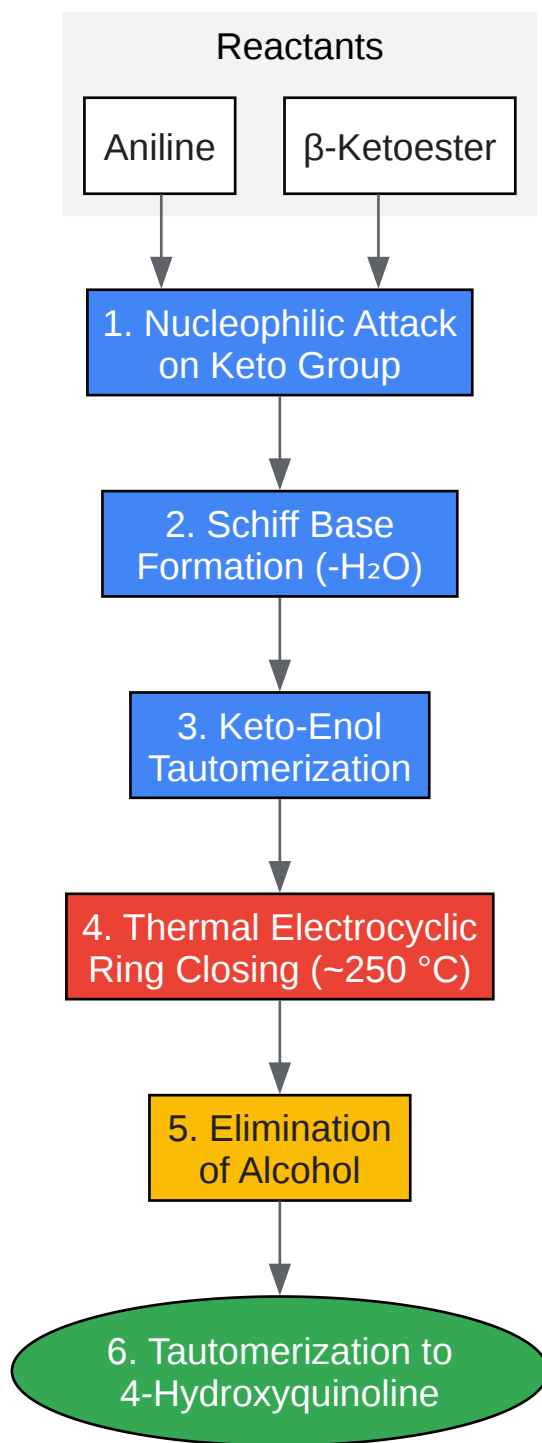 Reactants
Aniline
β-Ketoester
1. Nucleophilic Attack
on Keto Group
2. Schiff Base
Formation (-H₂O)
3. Keto-Enol
Tautomerization
4. Thermal Electrocyclic
Ring Closing (~250 °C)
5. Elimination
of Alcohol
6. Tautomerization to
4-Hydroxyquinoline